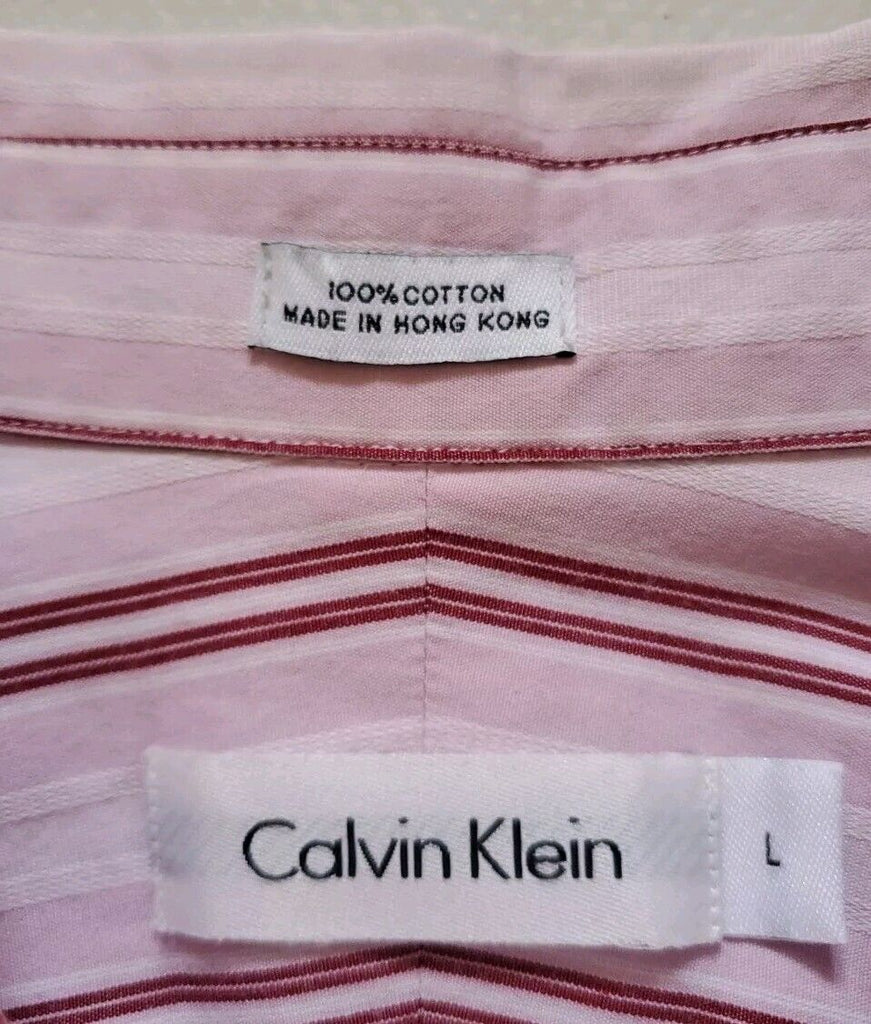 100% COTTON
MADE IN HONG KONG
Calvin Klein
L